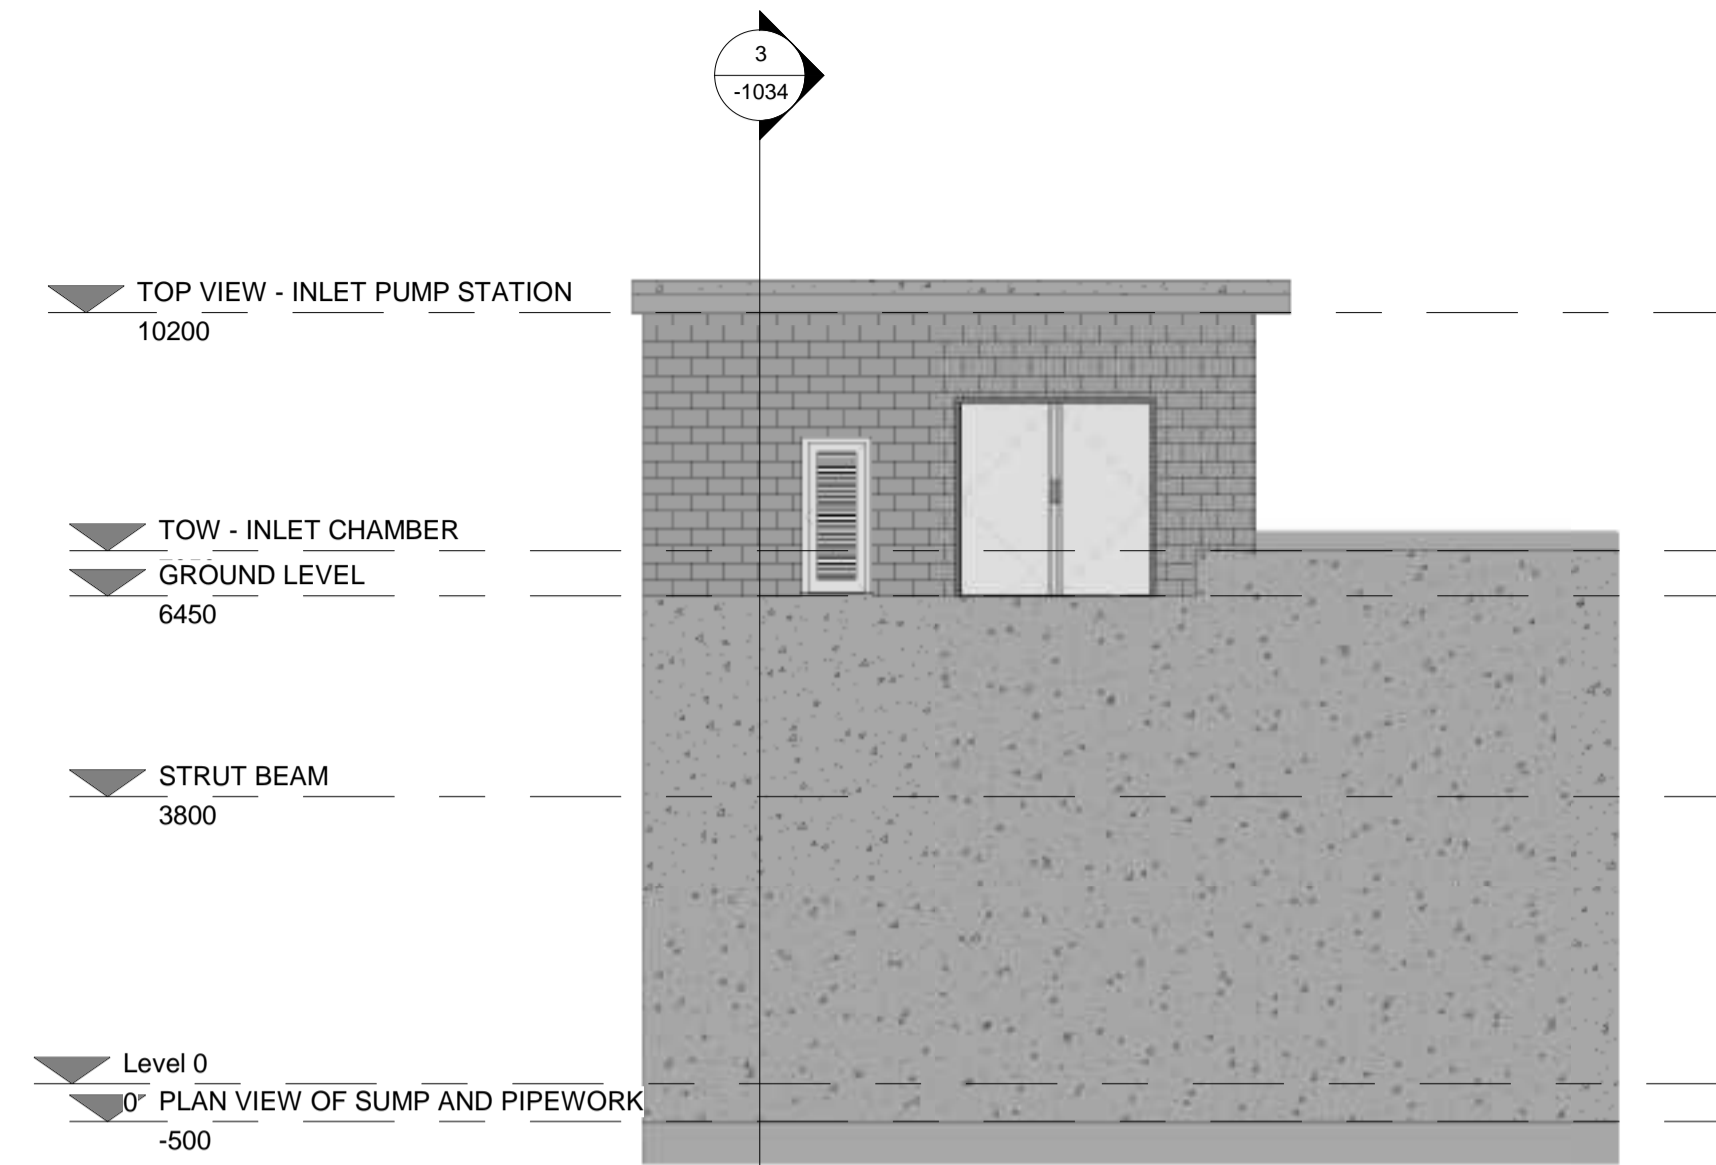 3
-1034
TOP VIEW - INLET PUMP STATION
10200
TOW - INLET CHAMBER
GROUND LEVEL
6450
STRUT BEAM
3800
Level 0
0
PLAN VIEW OF SUMP AND PIPEWORK
-500